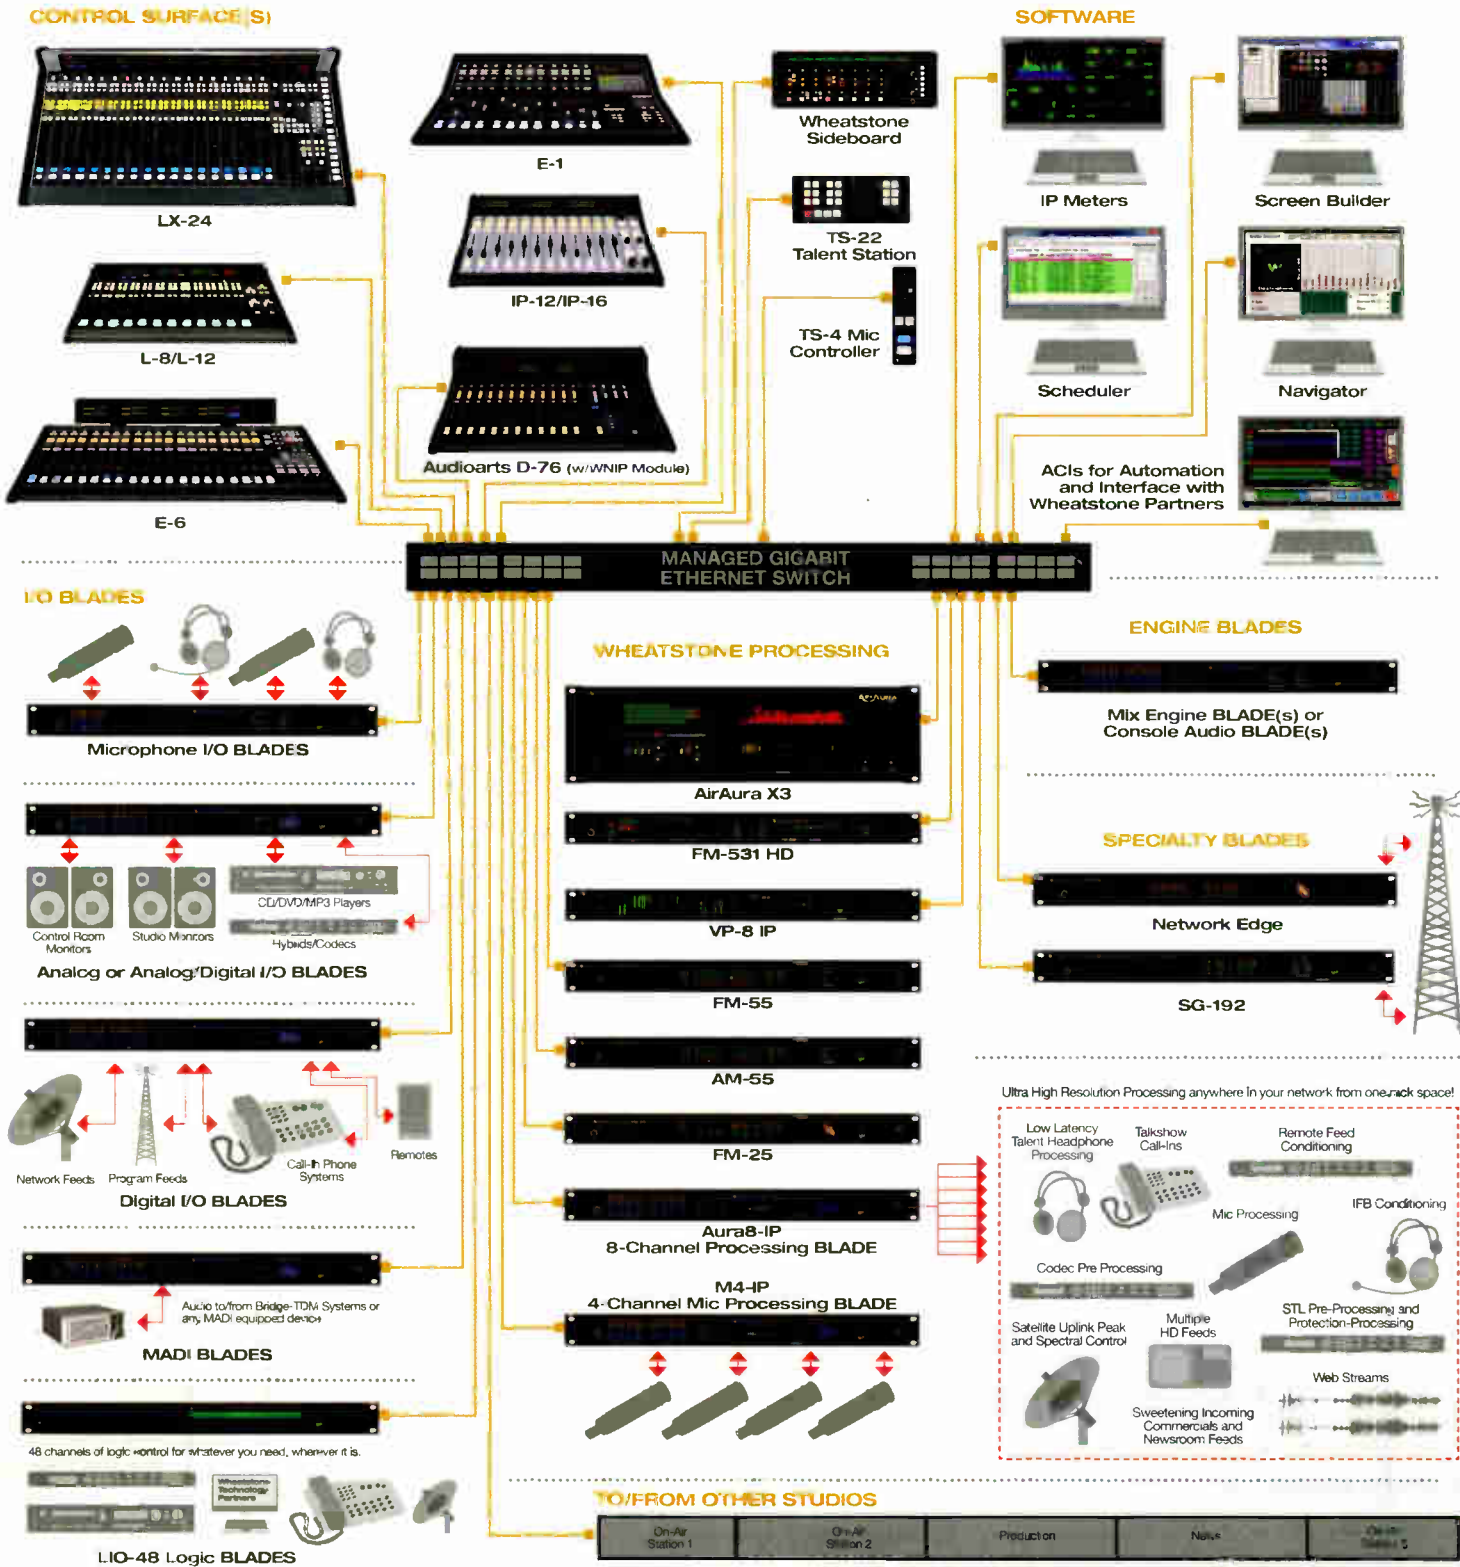 CONTROL SURFACE(S)
LX-24
L-8/L-12
E-6
E-1
IP-12/IP-16
Audioarts D-76 (w/WNIP Module)
Wheatstone
Sideboard
TS-22
Talent Station
TS-4 Mic
Controller
SOFTWARE
IP Meters
Screen Builder
Scheduler
Navigator
ACIs for Automation
and Interface with
Wheatstone Partners
MANAGED GIGABIT
ETHERNET SWITCH
I/O BLADES
Microphone I/O BLADES
Control Room
Monitors
Studio Monitors
CD/DVD/MP3 Players
Hybrids/Codecs
Analog or Analog/Digital I/O BLADES
Network Feeds
Program Feeds
Call-In Phone
Systems
Remotes
Digital I/O BLADES
Audio to/from Bridge-TDM Systems or
any MADI equipped device
MADI BLADES
48 channels of logic control for whatever you need, wherever it is.
Wheatstone
Technology
Partners
LIO-48 Logic BLADES
WHEATSTONE PROCESSING
AirAura
AirAura X3
FM-531 HD
VP-8 IP
FM-55
AM-55
FM-25
Aura8-IP
8-Channel Processing BLADE
M4-IP
4-Channel Mic Processing BLADE
ENGINE BLADES
Mix Engine BLADE(s) or
Console Audio BLADE(s)
SPECIALTY BLADES
Network Edge
SG-192
Ultra High Resolution Processing anywhere in your network from one rack space!
Low Latency
Talent Headphone
Processing
Talkshow
Call-Ins
Remote Feed
Conditioning
Mic Processing
IFB Conditioning
Codec Pre Processing
STL Pre-Processing and
Protection-Processing
Satellite Uplink Peak
and Spectral Control
Multiple
HD Feeds
Web Streams
Sweetening Incoming
Commercials and
Newsroom Feeds
TO/FROM OTHER STUDIOS
On-Air
Station 1
On-Air
Station 2
Production
News